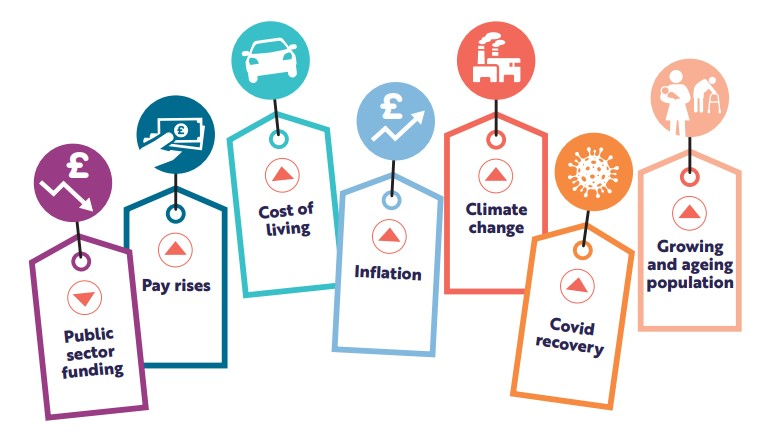 £
Public
sector
funding
£
Pay rises
Cost of
living
£
Inflation
Climate
change
Covid
recovery
Growing
and ageing
population